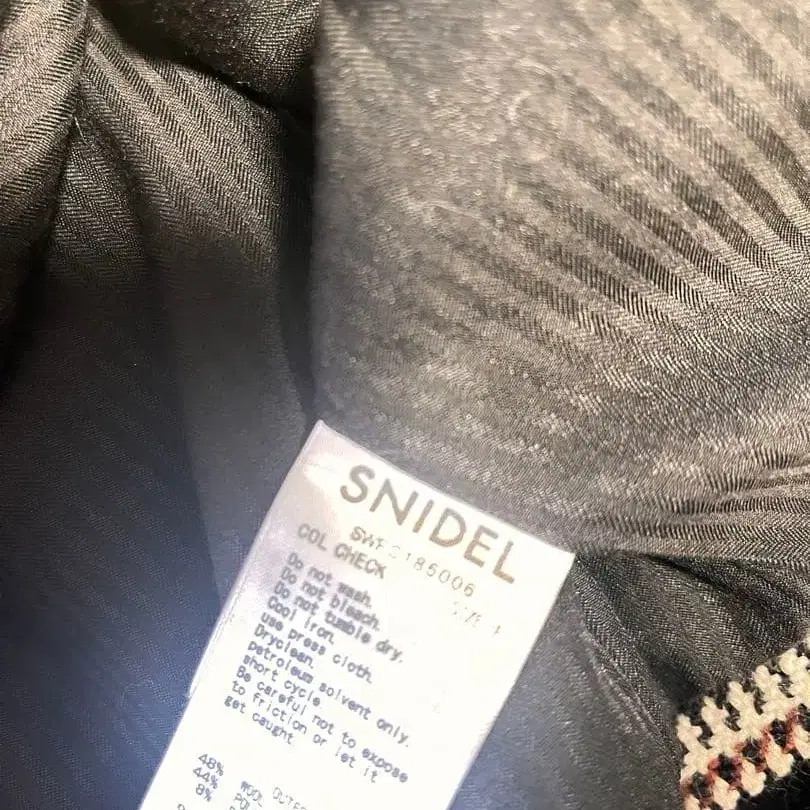 SNIDEL
COL CHECK
Do not wash.
Do not bleach.
Do not tumble dry.
Cool iron.
use press cloth.
Dryclean.
petroleum solvent only.
short cycle.
Be careful not to expose
to friction or let it
get caught.
48% WOOL
44%
8%